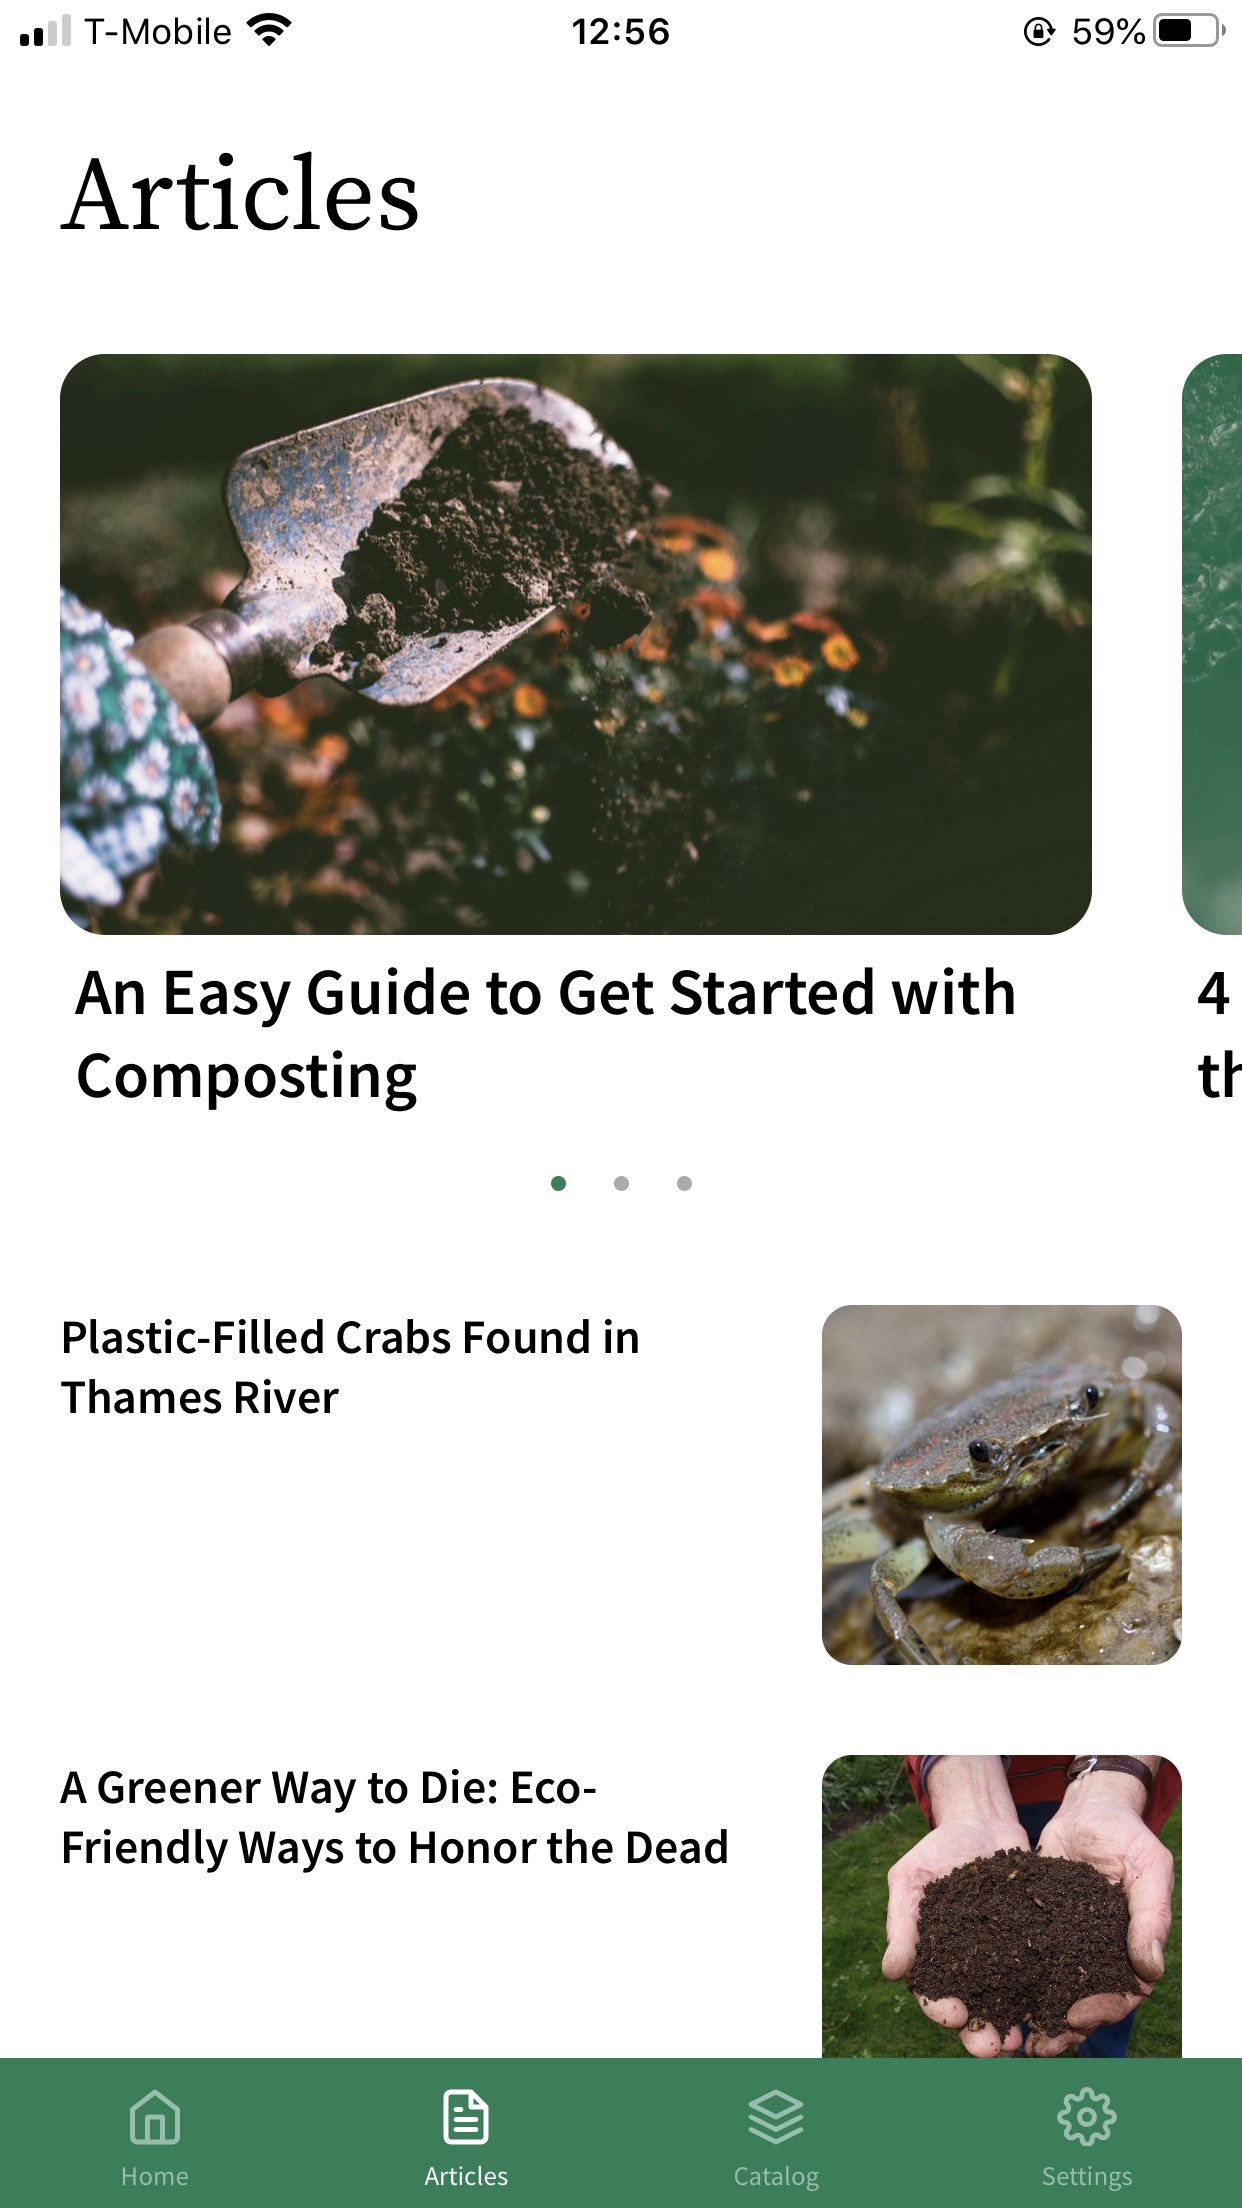 T-Mobile 12:56 59%
Articles
An Easy Guide to Get Started with
Composting
4
th
Plastic-Filled Crabs Found in
Thames River
A Greener Way to Die: Eco-
Friendly Ways to Honor the Dead
Home Articles Catalog Settings